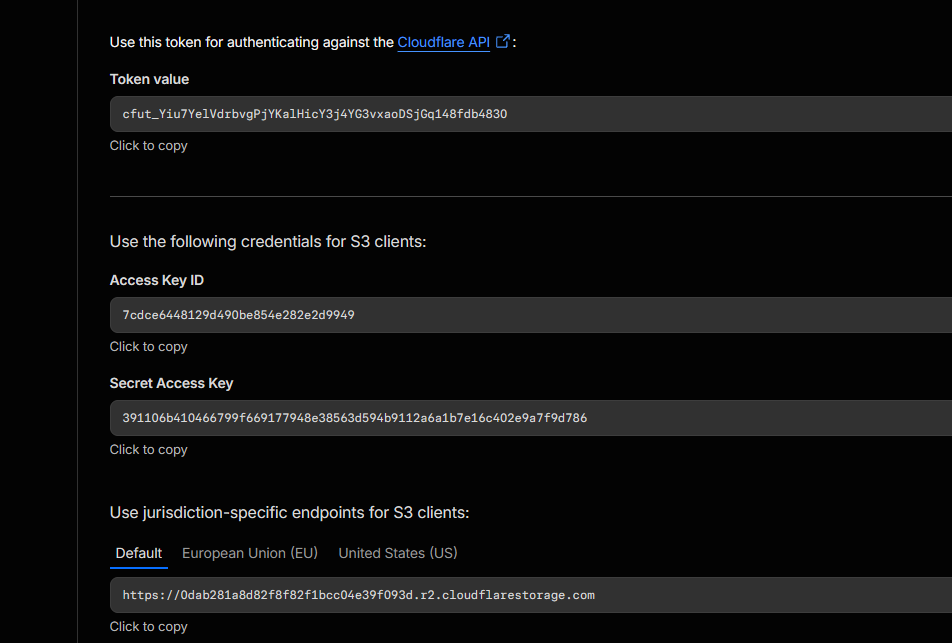 Use this token for authenticating against the Cloudflare API :
Token value
cfut_Yiu7YelVdrbvgPjYKalHicY3j4YG3vxaoDSjGq148fdb4830
Click to copy
Use the following credentials for S3 clients:
Access Key ID
7cdce6448129d490be854e282e2d9949
Click to copy
Secret Access Key
391106b410466799f669177948e38563d594b9112a6a1b7e16c402e9a7f9d786
Click to copy
Use jurisdiction-specific endpoints for S3 clients:
Default European Union (EU) United States (US)
https://0dab281a8d82f8f82f1bcc04e39f093d.r2.cloudflarestorage.com
Click to copy